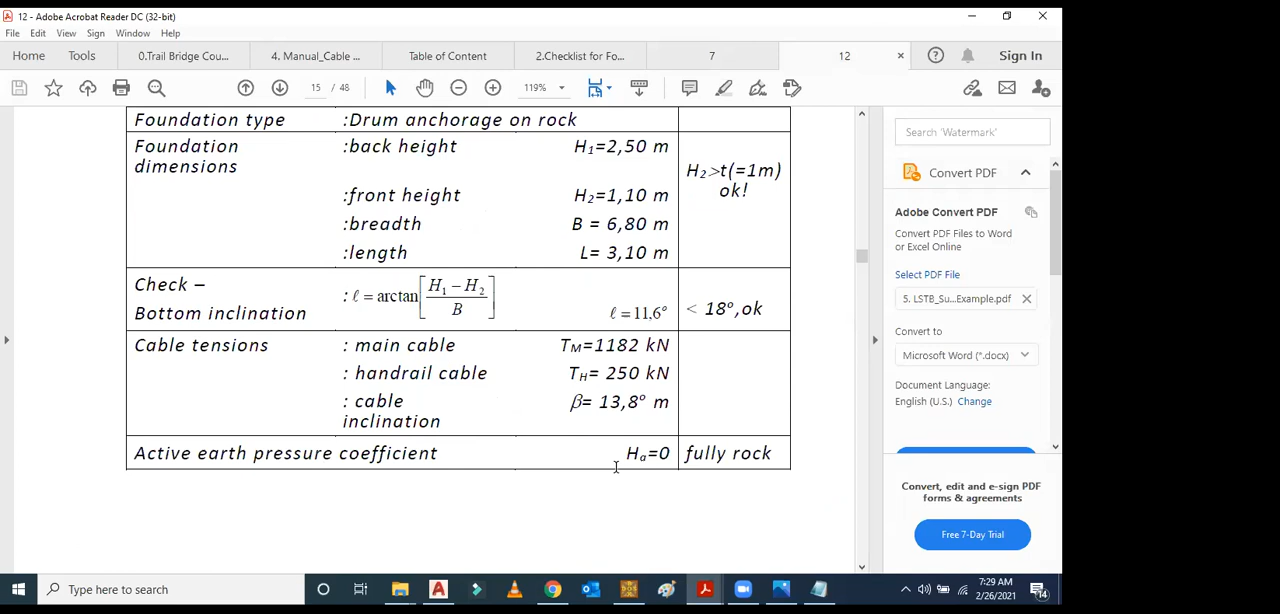 12 - Adobe Acrobat Reader DC (32-bit)
File Edit View Sign Window Help
Home Tools 0.Trail Bridge Cou... 4. Manual_Cable ... Table of Content 2.Checklist for Fo... 7 12 × Sign In
15 / 48 119%
Foundation type :Drum anchorage on rock
Foundation dimensions :back height H1=2,50 m
H2>t(=1m) ok!
:front height H2=1,10 m
:breadth B = 6,80 m
:length L= 3,10 m
Check –
Bottom inclination : ℓ = arctan[(H1 − H2)/B] ℓ = 11,6° < 18°,ok
Cable tensions : main cable TM=1182 kN
: handrail cable TH= 250 kN
: cable inclination β= 13,8° m
Active earth pressure coefficient Ha=0 fully rock
Search 'Watermark'
Convert PDF
Adobe Convert PDF
Convert PDF Files to Word
or Excel Online
Select PDF File
5. LSTB_Su...Example.pdf ×
Convert to
Microsoft Word (*.docx)
Document Language:
English (U.S.) Change
Convert, edit and e-sign PDF
forms & agreements
Free 7-Day Trial
Type here to search
7:29 AM
2/26/2021
14